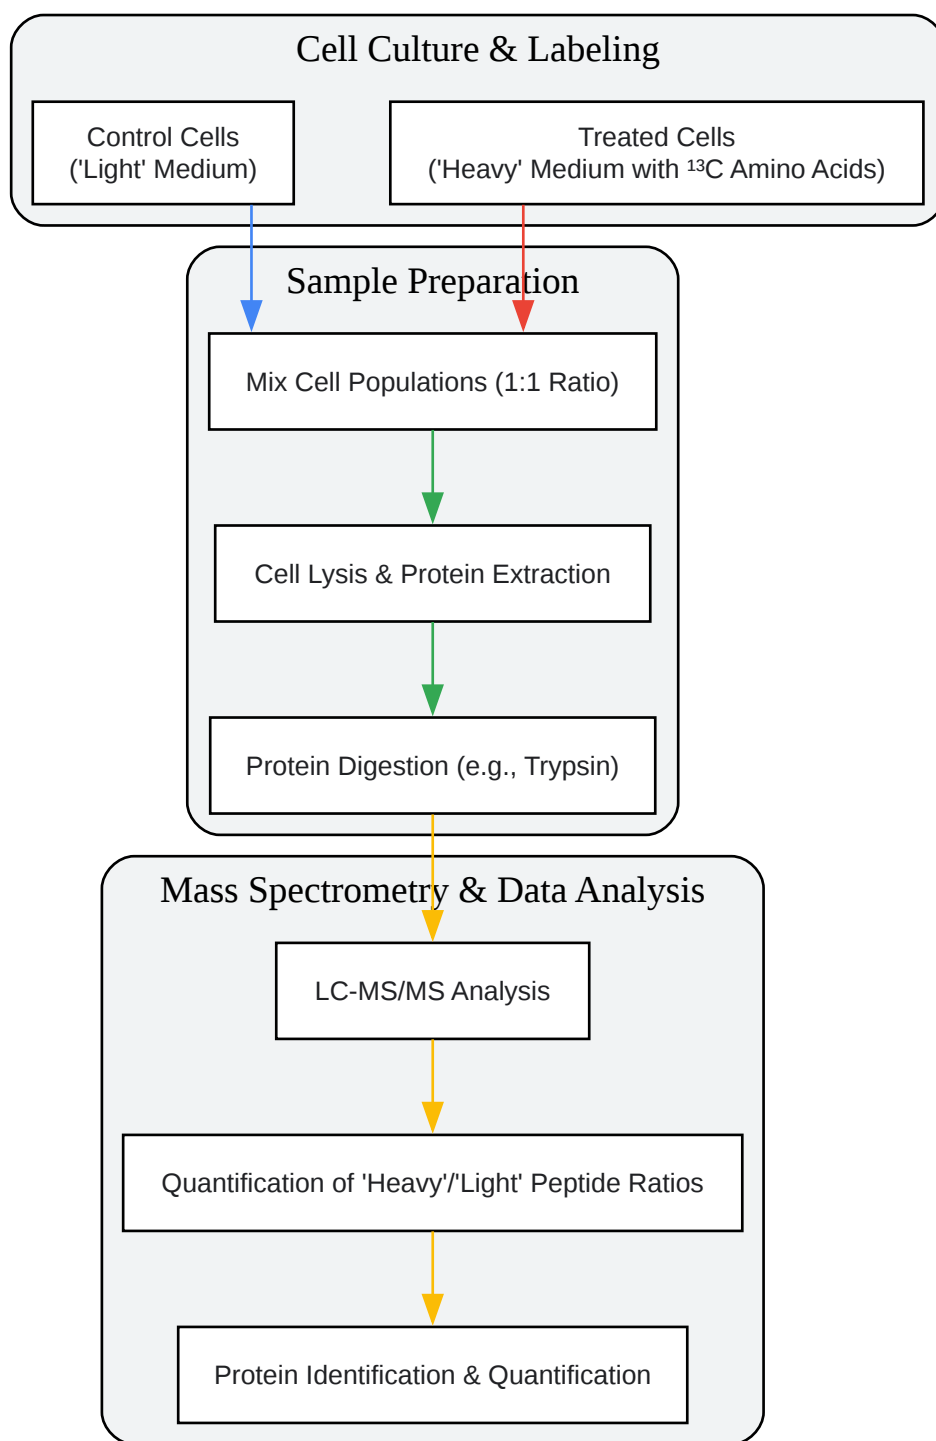 Cell Culture & Labeling
Control Cells
('Light' Medium)
Treated Cells
('Heavy' Medium with ¹³C Amino Acids)
Sample Preparation
Mix Cell Populations (1:1 Ratio)
Cell Lysis & Protein Extraction
Protein Digestion (e.g., Trypsin)
Mass Spectrometry & Data Analysis
LC-MS/MS Analysis
Quantification of 'Heavy'/'Light' Peptide Ratios
Protein Identification & Quantification